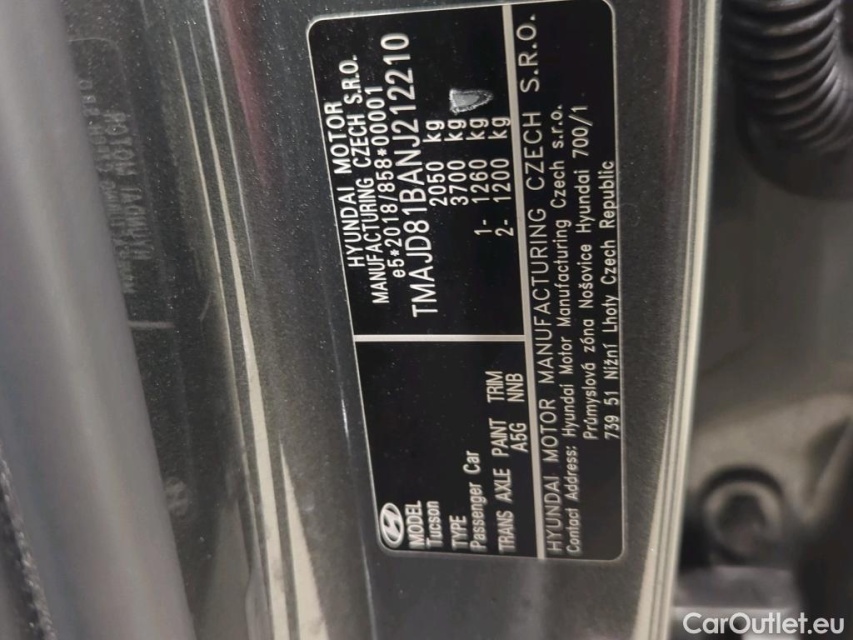 HYUNDAI MOTOR
MANUFACTURING CZECH S.R.O.
e5*2018/858*00001
TMAJD81BANJ212210
2050 kg
3700 kg
1- 1260 kg
2- 1200 kg
MODEL
Tucson
TYPE
Passenger Car
TRANS AXLE PAINT TRIM
A5G NNB
HYUNDAI MOTOR MANUFACTURING CZECH S.R.O.
Contact Address: Hyundai Motor Manufacturing Czech s.r.o.
Průmyslová zóna Nošovice Hyundai 700/1
739 51 Nižní Lhoty Czech Republic
CarOutlet.eu